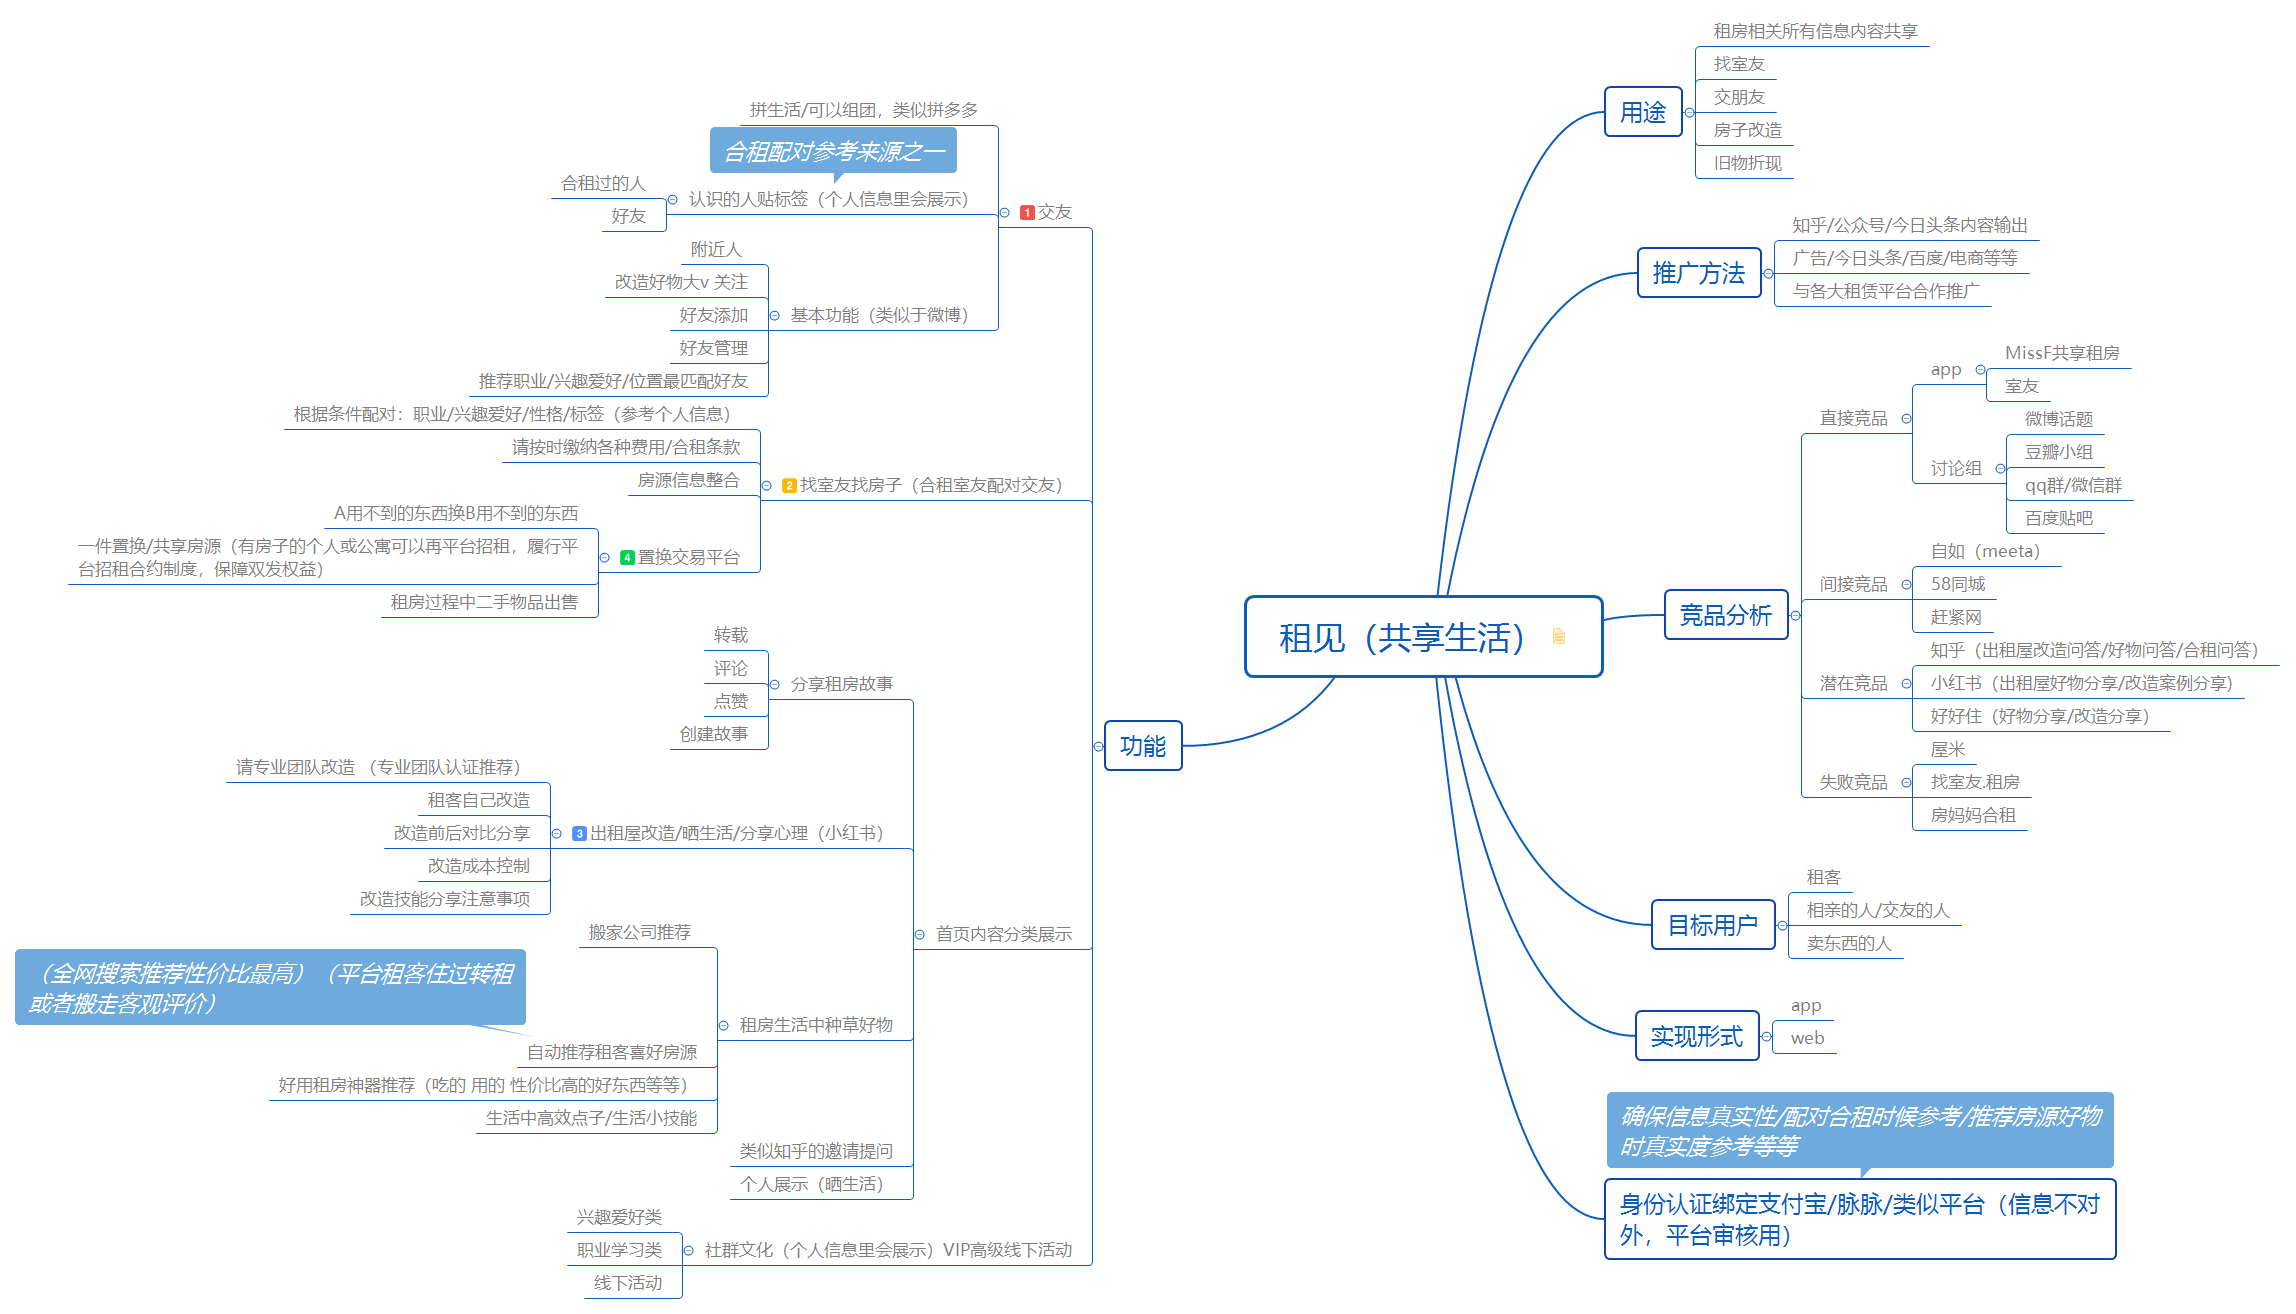 租见（共享生活）
用途
租房相关所有信息内容共享
找室友
交朋友
房子改造
旧物折现
推广方法
知乎/公众号/今日头条内容输出
广告/今日头条/百度/电商等等
与各大租赁平台合作推广
竞品分析
直接竞品
app
MissF共享租房
室友
讨论组
微博话题
豆瓣小组
qq群/微信群
百度贴吧
间接竞品
自如（meeta）
58同城
赶紧网
潜在竞品
知乎（出租屋改造问答/好物问答/合租问答）
小红书（出租屋好物分享/改造案例分享)
好好住（好物分享/改造分享）
失败竞品
屋米
找室友.租房
房妈妈合租
目标用户
租客
相亲的人/交友的人
卖东西的人
实现形式
app
web
确保信息真实性/配对合租时候参考/推荐房源好物
时真实度参考等等
身份认证绑定支付宝/脉脉/类似平台（信息不对
外，平台审核用）
功能
1 交友
拼生活/可以组团，类似拼多多
合租配对参考来源之一
认识的人贴标签（个人信息里会展示）
合租过的人
好友
基本功能（类似于微博）
附近人
改造好物大v 关注
好友添加
好友管理
推荐职业/兴趣爱好/位置最匹配好友
2 找室友找房子（合租室友配对交友）
根据条件配对：职业/兴趣爱好/性格/标签（参考个人信息）
请按时缴纳各种费用/合租条款
房源信息整合
4 置换交易平台
A用不到的东西换B用不到的东西
一件置换/共享房源（有房子的个人或公寓可以再平台招租，履行平
台招租合约制度，保障双发权益）
租房过程中二手物品出售
首页内容分类展示
分享租房故事
转载
评论
点赞
创建故事
3 出租屋改造/晒生活/分享心理（小红书）
请专业团队改造 （专业团队认证推荐）
租客自己改造
改造前后对比分享
改造成本控制
改造技能分享注意事项
租房生活中种草好物
搬家公司推荐
（全网搜索推荐性价比最高）（平台租客住过转租
或者搬走客观评价）
自动推荐租客喜好房源
好用租房神器推荐（吃的 用的 性价比高的好东西等等）
生活中高效点子/生活小技能
类似知乎的邀请提问
个人展示（晒生活）
社群文化（个人信息里会展示）VIP高级线下活动
兴趣爱好类
职业学习类
线下活动